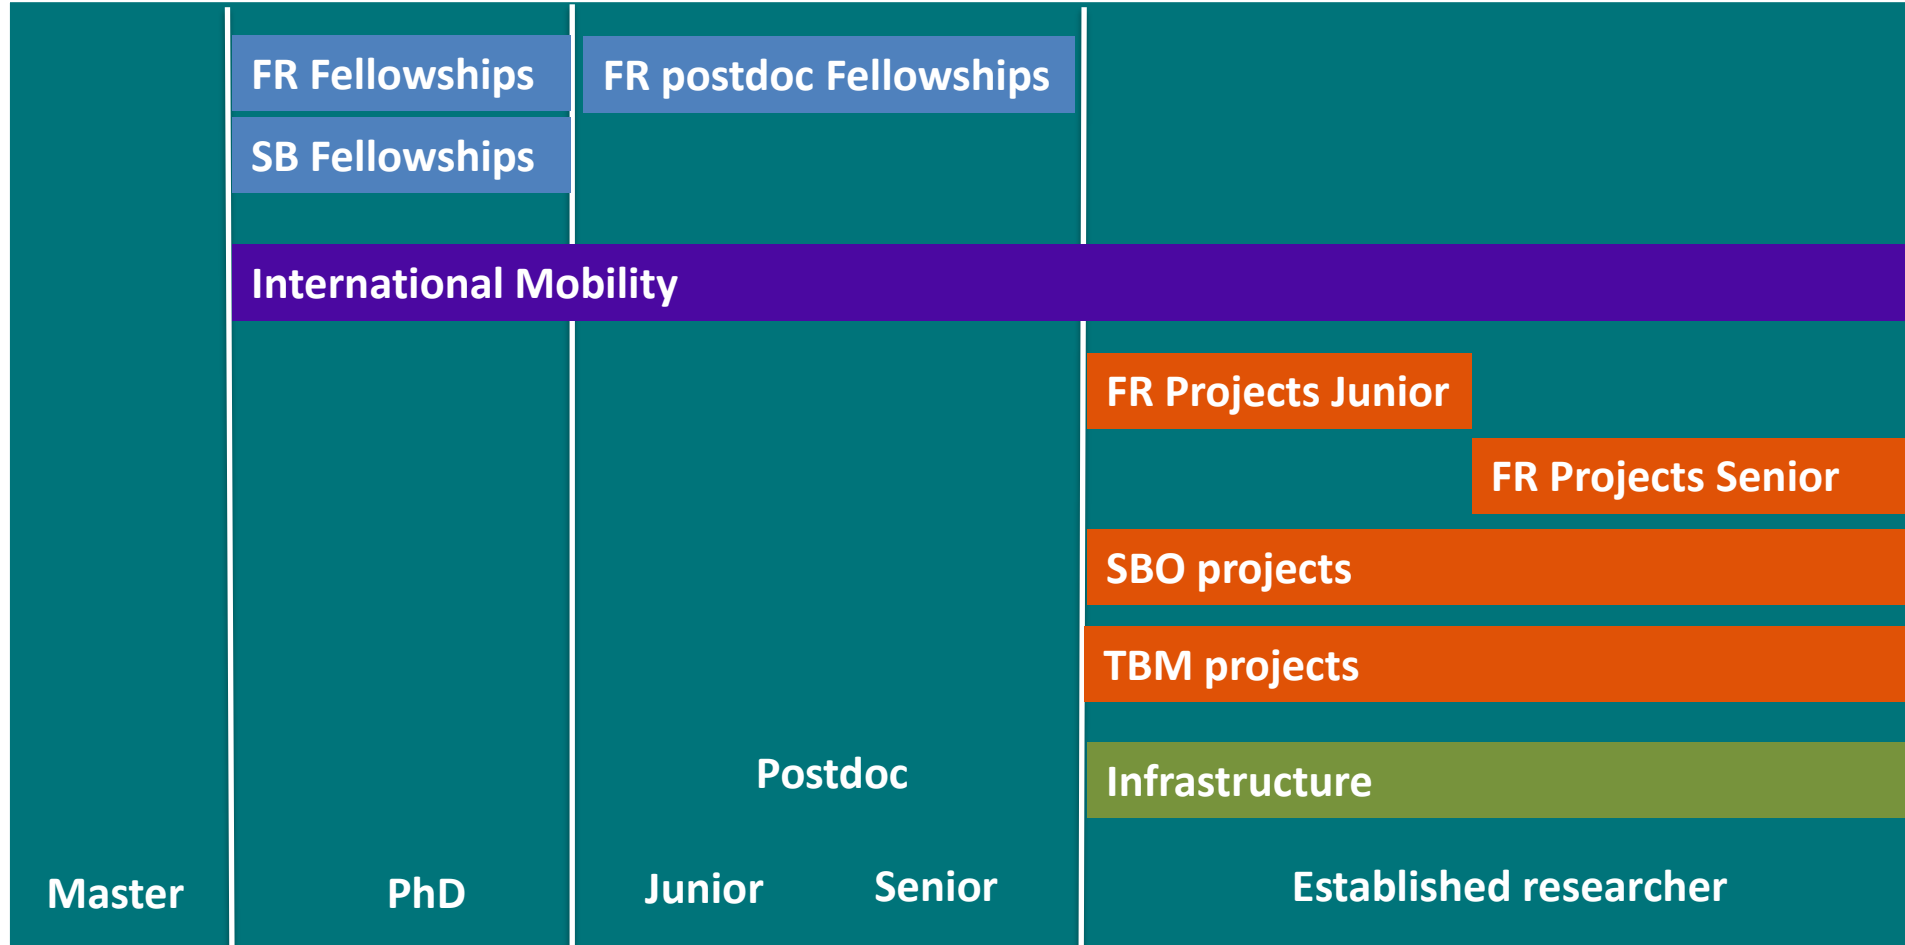 FR Fellowships
FR postdoc Fellowships
SB Fellowships
International Mobility
FR Projects Junior
FR Projects Senior
SBO projects
TBM projects
Infrastructure
Postdoc
Master
PhD
Junior
Senior
Established researcher